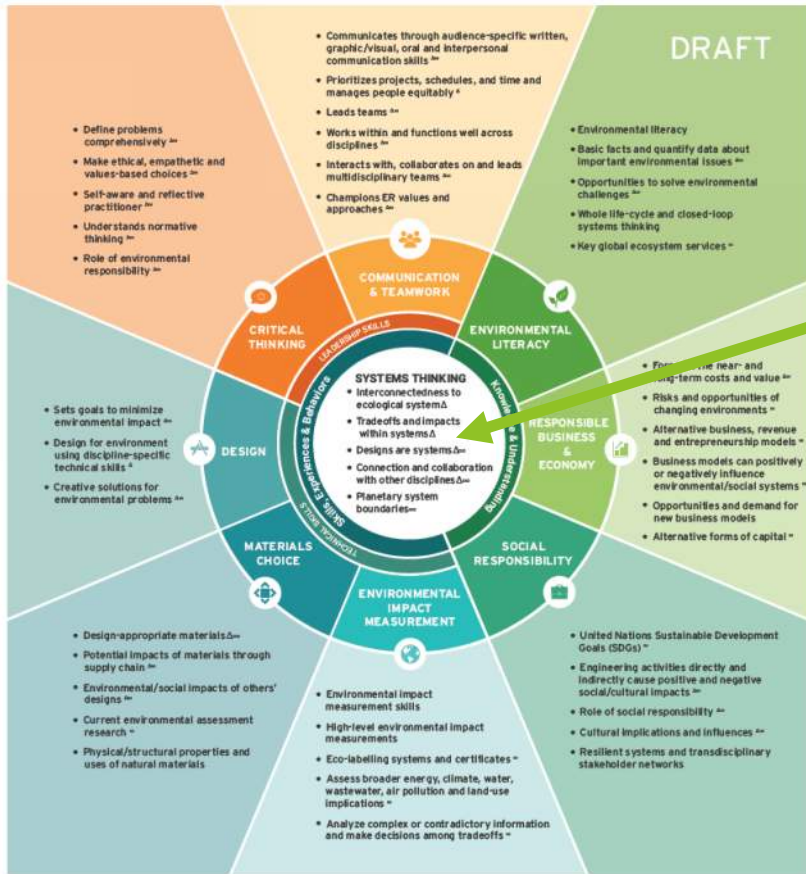 DRAFT
• Communicates through audience-specific written,
graphic/visual, oral and interpersonal
communication skills
• Prioritizes projects, schedules, and time and
manages people equitably
• Leads teams
• Works within and functions well across
disciplines
• Interacts with, collaborates on and leads
multidisciplinary teams
• Champions ER values and
approaches
COMMUNICATION
& TEAMWORK
• Environmental literacy
• Basic facts and quantify data about
important environmental issues
• Opportunities to solve environmental
challenges
• Whole life-cycle and closed-loop
systems thinking
• Key global ecosystem services
ENVIRONMENTAL
LITERACY
near- and
long-term costs and value
• Risks and opportunities of
changing environments
• Alternative business, revenue
and entrepreneurship models
• Business models can positively
or negatively influence
environmental/social systems
• Opportunities and demand for
new business models
• Alternative forms of capital
RESPONSIBLE
BUSINESS
&
ECONOMY
• United Nations Sustainable Development
Goals (SDGs)
• Engineering activities directly and
indirectly cause positive and negative
social/cultural impacts
• Role of social responsibility
• Cultural implications and influences
• Resilient systems and transdisciplinary
stakeholder networks
SOCIAL
RESPONSIBILITY
ENVIRONMENTAL
IMPACT
MEASUREMENT
• Environmental impact
measurement skills
• High-level environmental impact
measurements
• Eco-labelling systems and certificates
• Assess broader energy, climate, water,
wastewater, air pollution and land-use
implications
• Analyze complex or contradictory information
and make decisions among tradeoffs
MATERIALS
CHOICE
• Design-appropriate materialsΔ
• Potential impacts of materials through
supply chain
• Environmental/social impacts of others'
designs
• Current environmental assessment
research
• Physical/structural properties and
uses of natural materials
DESIGN
• Sets goals to minimize
environmental impact
• Design for environment
using discipline-specific
technical skills
• Creative solutions for
environmental problems
CRITICAL
THINKING
• Define problems
comprehensively
• Make ethical, empathetic and
values-based choices
• Self-aware and reflective
practitioner
• Understands normative
thinking
• Role of environmental
responsibility
LEADERSHIP SKILLS
TECHNICAL SKILLS
Skills, Experiences & Behaviors
Knowledge & Understanding
SYSTEMS THINKING
• Interconnectedness to
ecological systemΔ
• Tradeoffs and impacts
within systemsΔ
• Designs are systemsΔ∞
• Connection and collaboration
with other disciplinesΔ∞
• Planetary system
boundaries∞